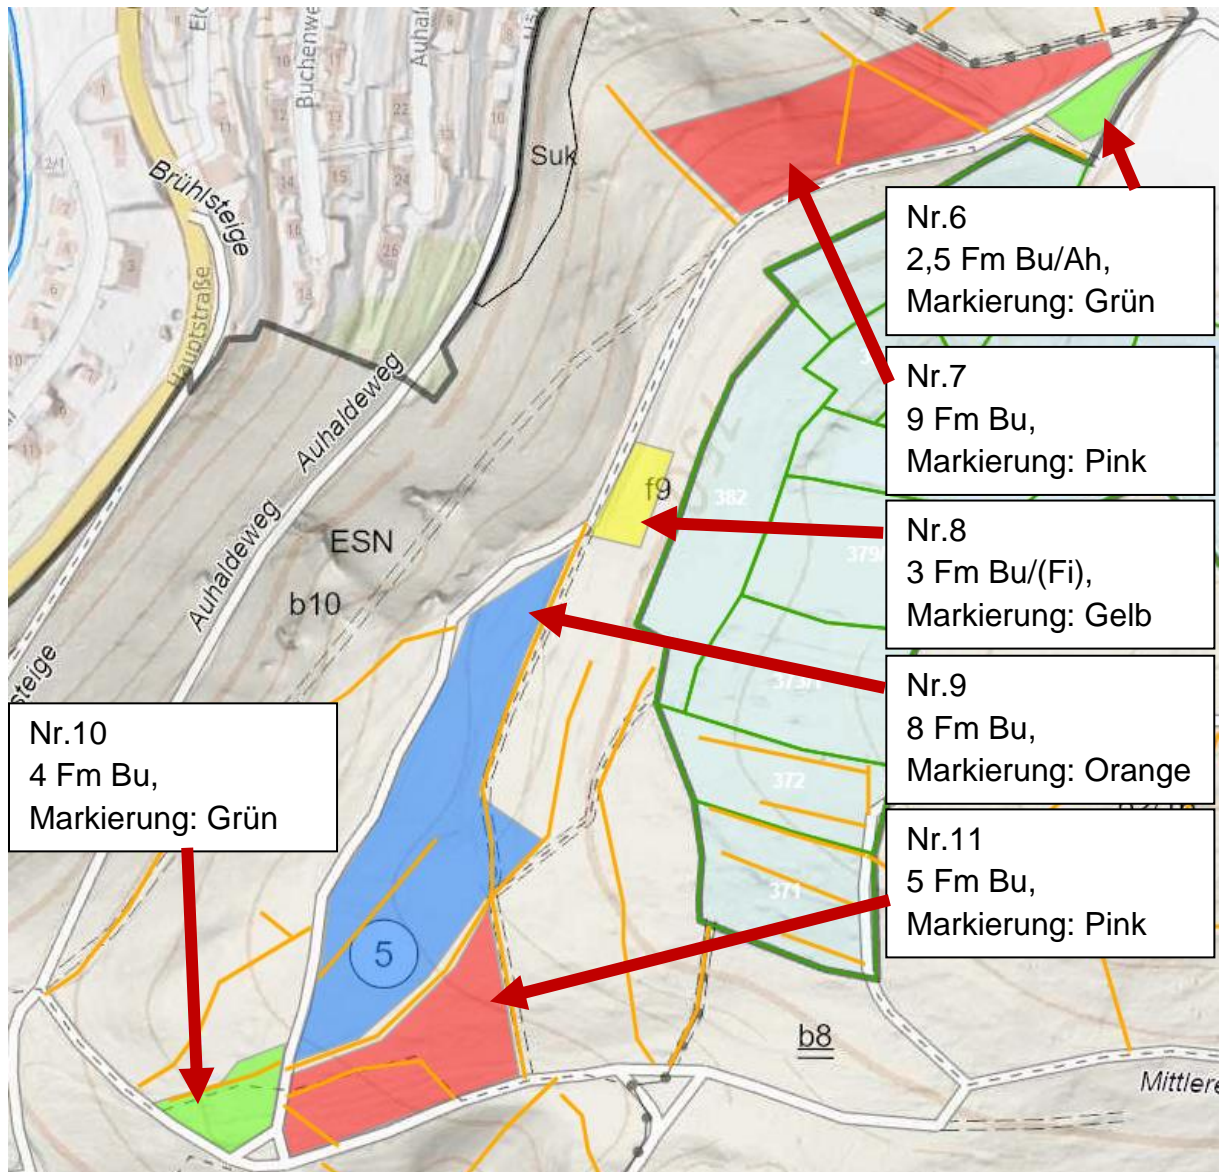 Buchenwe
Auhal
Brühlsteige
Hauptstraße
Suk
Auhaldeweg
Auhaldeweg
steige
ESN
b10
f9
382
379
372
371
5
b8
Mittlere
Nr.6
2,5 Fm Bu/Ah,
Markierung: Grün
Nr.7
9 Fm Bu,
Markierung: Pink
Nr.8
3 Fm Bu/(Fi),
Markierung: Gelb
Nr.9
8 Fm Bu,
Markierung: Orange
Nr.10
4 Fm Bu,
Markierung: Grün
Nr.11
5 Fm Bu,
Markierung: Pink